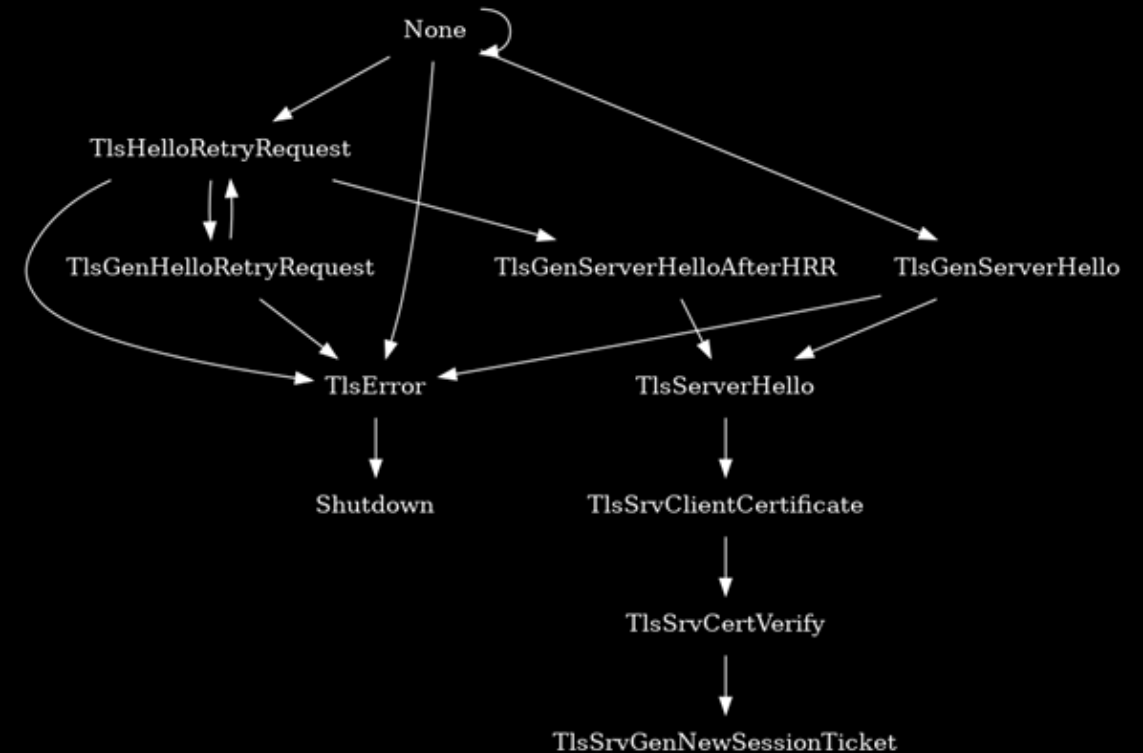 None
TlsHelloRetryRequest
TlsGenHelloRetryRequest
TlsGenServerHelloAfterHRR
TlsGenServerHello
TlsError
TlsServerHello
Shutdown
TlsSrvClientCertificate
TlsSrvCertVerify
TlsSrvGenNewSessionTicket